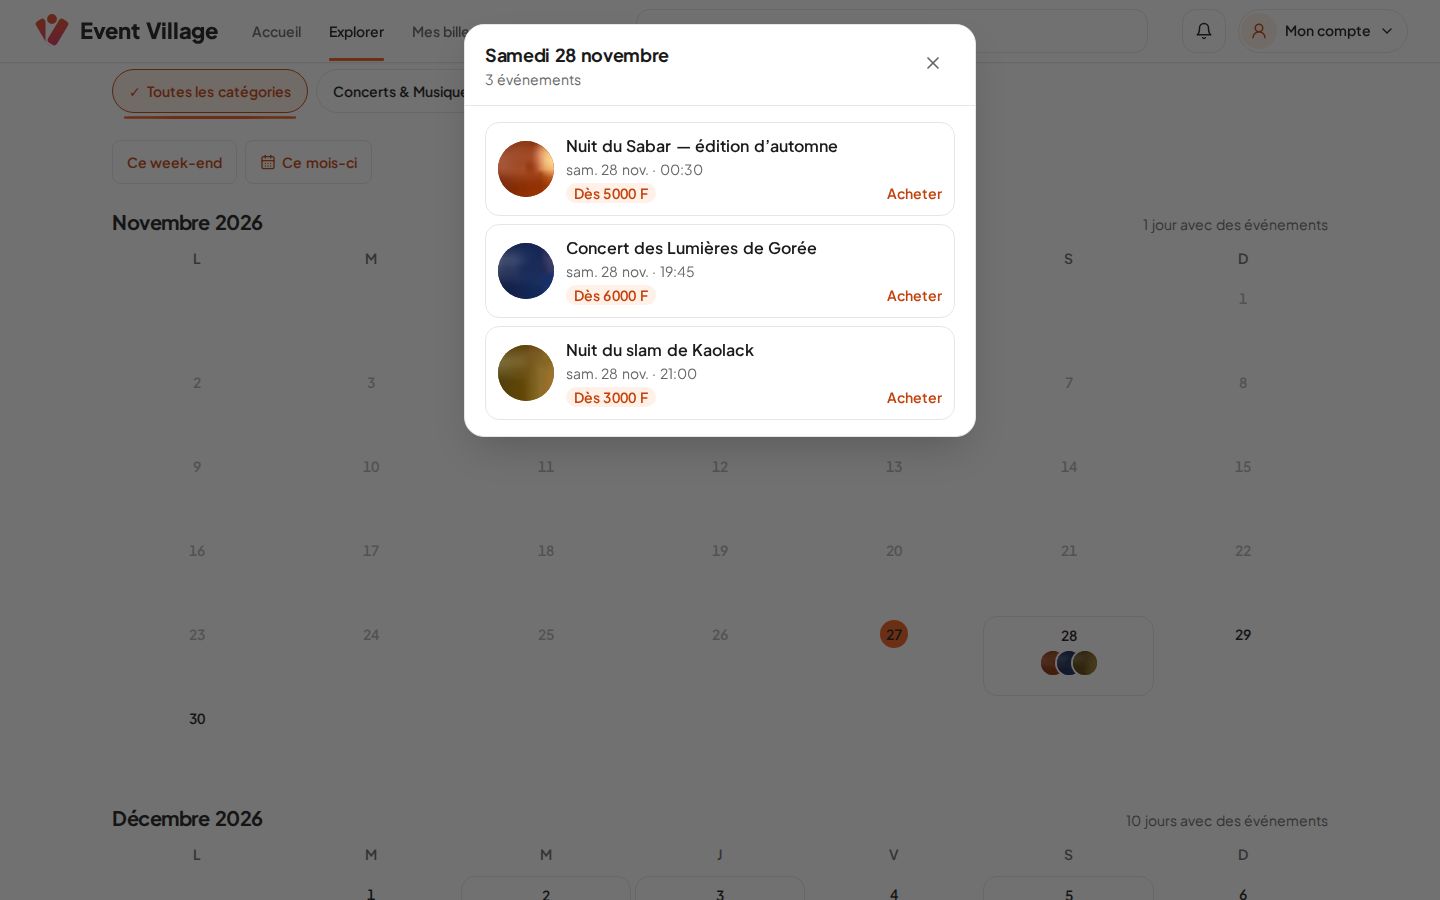 Event Village
Accueil
Explorer
Mes bille
Mon compte
✓ Toutes les catégories
Concerts & Musique
Ce week-end
Ce mois-ci
Samedi 28 novembre
3 événements
Nuit du Sabar — édition d’automne
sam. 28 nov. · 00:30
Dès 5000 F
Acheter
Concert des Lumières de Gorée
sam. 28 nov. · 19:45
Dès 6000 F
Acheter
Nuit du slam de Kaolack
sam. 28 nov. · 21:00
Dès 3000 F
Acheter
Novembre 2026
1 jour avec des événements
L M S D
1
2 3 7 8
9 10 11 12 13 14 15
16 17 18 19 20 21 22
23 24 25 26 27 28 29
30
Décembre 2026
10 jours avec des événements
L M M J V S D
1 2 3 4 5 6